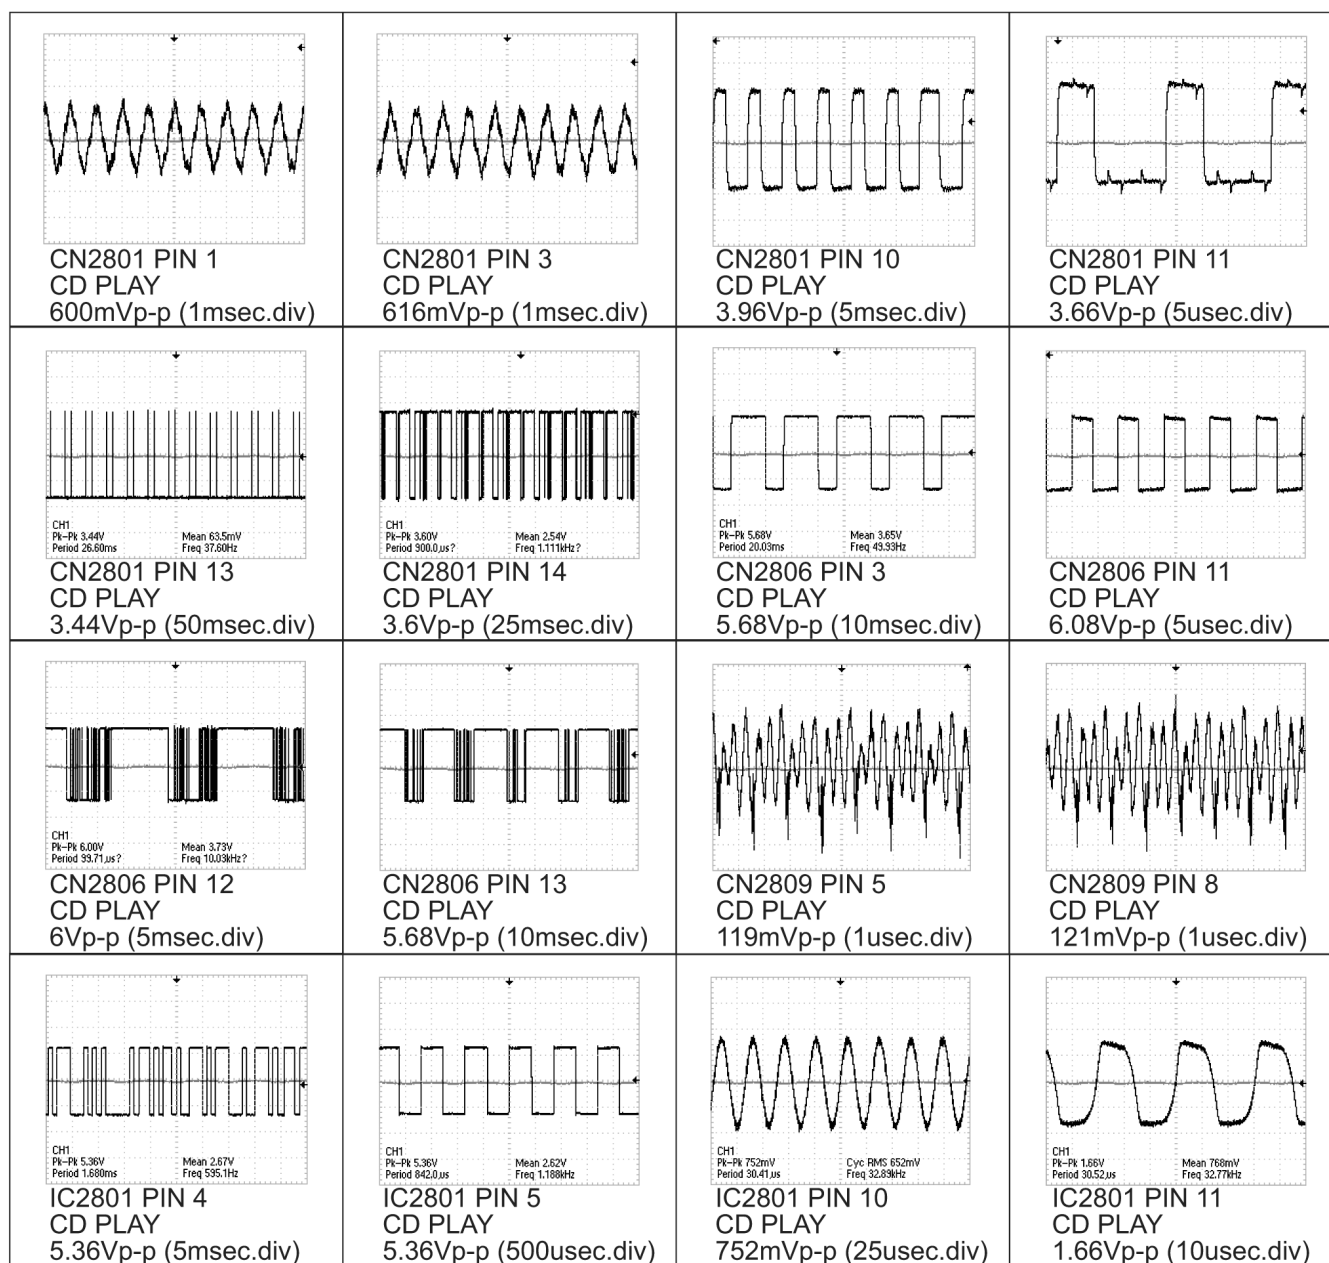 CN2801 PIN 1
CD PLAY
600mVp-p (1msec.div)
CN2801 PIN 3
CD PLAY
616mVp-p (1msec.div)
CN2801 PIN 10
CD PLAY
3.96Vp-p (5msec.div)
CN2801 PIN 11
CD PLAY
3.66Vp-p (5usec.div)
CH1
Pk-Pk 3.44V Mean 63.5mV
Period 26.60ms Freq 37.60Hz
CN2801 PIN 13
CD PLAY
3.44Vp-p (50msec.div)
CH1
Pk-Pk 3.60V Mean 2.54V
Period 900.0µs? Freq 1.111kHz?
CN2801 PIN 14
CD PLAY
3.6Vp-p (25msec.div)
CH1
Pk-Pk 5.68V Mean 3.65V
Period 20.03ms Freq 49.93Hz
CN2806 PIN 3
CD PLAY
5.68Vp-p (10msec.div)
CN2806 PIN 11
CD PLAY
6.08Vp-p (5usec.div)
CH1
Pk-Pk 6.00V Mean 3.73V
Period 99.71µs? Freq 10.03kHz?
CN2806 PIN 12
CD PLAY
6Vp-p (5msec.div)
CN2806 PIN 13
CD PLAY
5.68Vp-p (10msec.div)
CN2809 PIN 5
CD PLAY
119mVp-p (1usec.div)
CN2809 PIN 8
CD PLAY
121mVp-p (1usec.div)
CH1
Pk-Pk 5.36V Mean 2.67V
Period 1.680ms Freq 595.1Hz
IC2801 PIN 4
CD PLAY
5.36Vp-p (5msec.div)
CH1
Pk-Pk 5.36V Mean 2.62V
Period 842.0µs Freq 1.188kHz
IC2801 PIN 5
CD PLAY
5.36Vp-p (500usec.div)
CH1
Pk-Pk 752mV Cyc RMS 652mV
Period 30.41µs Freq 32.89kHz
IC2801 PIN 10
CD PLAY
752mVp-p (25usec.div)
CH1
Pk-Pk 1.66V Mean 768mV
Period 30.52µs Freq 32.77kHz
IC2801 PIN 11
CD PLAY
1.66Vp-p (10usec.div)